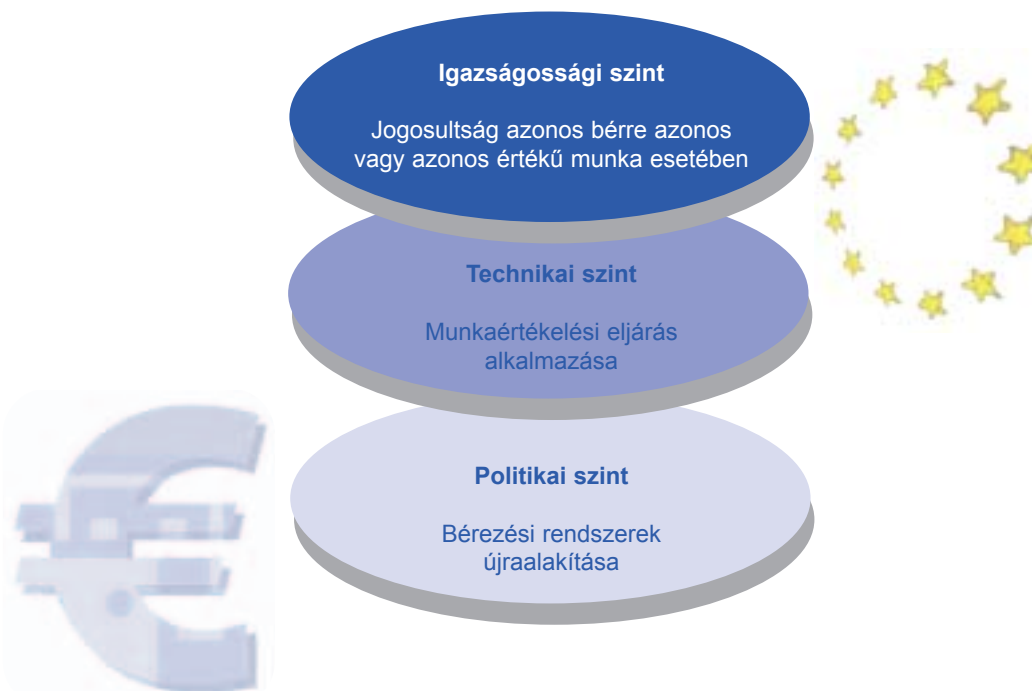 Igazságossági szint
Jogosultság azonos bérre azonos
vagy azonos értékű munka esetében
Technikai szint
Munkaértékelési eljárás
alkalmazása
Politikai szint
Bérezési rendszerek
újraalakítása